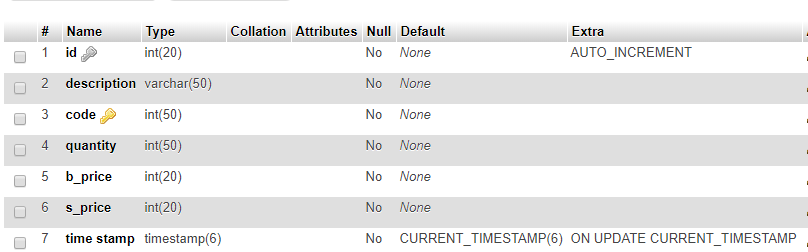 # Name Type Collation Attributes Null Default Extra
1 id int(20) No None AUTO_INCREMENT
2 description varchar(50) No None
3 code int(50) No None
4 quantity int(50) No None
5 b_price int(20) No None
6 s_price int(20) No None
7 time stamp timestamp(6) No CURRENT_TIMESTAMP(6) ON UPDATE CURRENT_TIMESTAMP